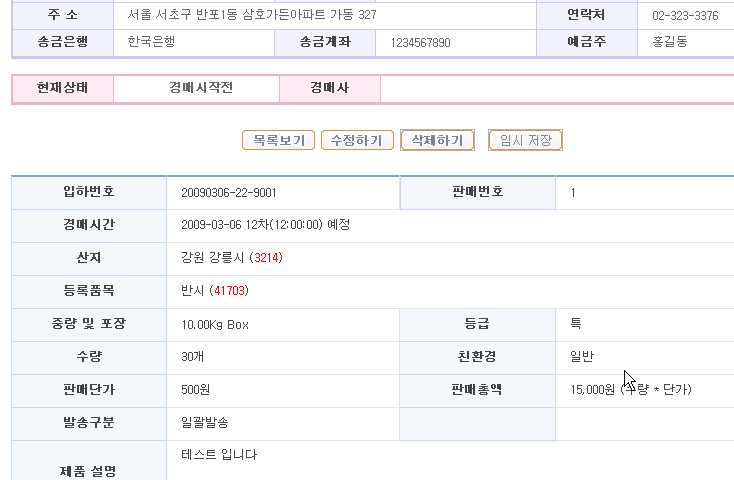 주 소 서울 서초구 반포1동 삼호가든아파트 가동 327 연락처 02-323-3376
송금은행 한국은행 송금계좌 1234567890 예금주 홍길동
현재상태 경매시작전 경매사
목록보기 수정하기 삭제하기 임시 저장
입하번호 20090306-22-9001 판매번호 1
경매시간 2009-03-06 12차(12:00:00) 예정
산지 강원 강릉시 (3214)
등록품목 반시 (41703)
중량 및 포장 10.00Kg Box 등급 특
수량 30개 친환경 일반
판매단가 500원 판매총액 15,000원 (수량 * 단가)
발송구분 일괄발송
제품 설명 테스트 입니다